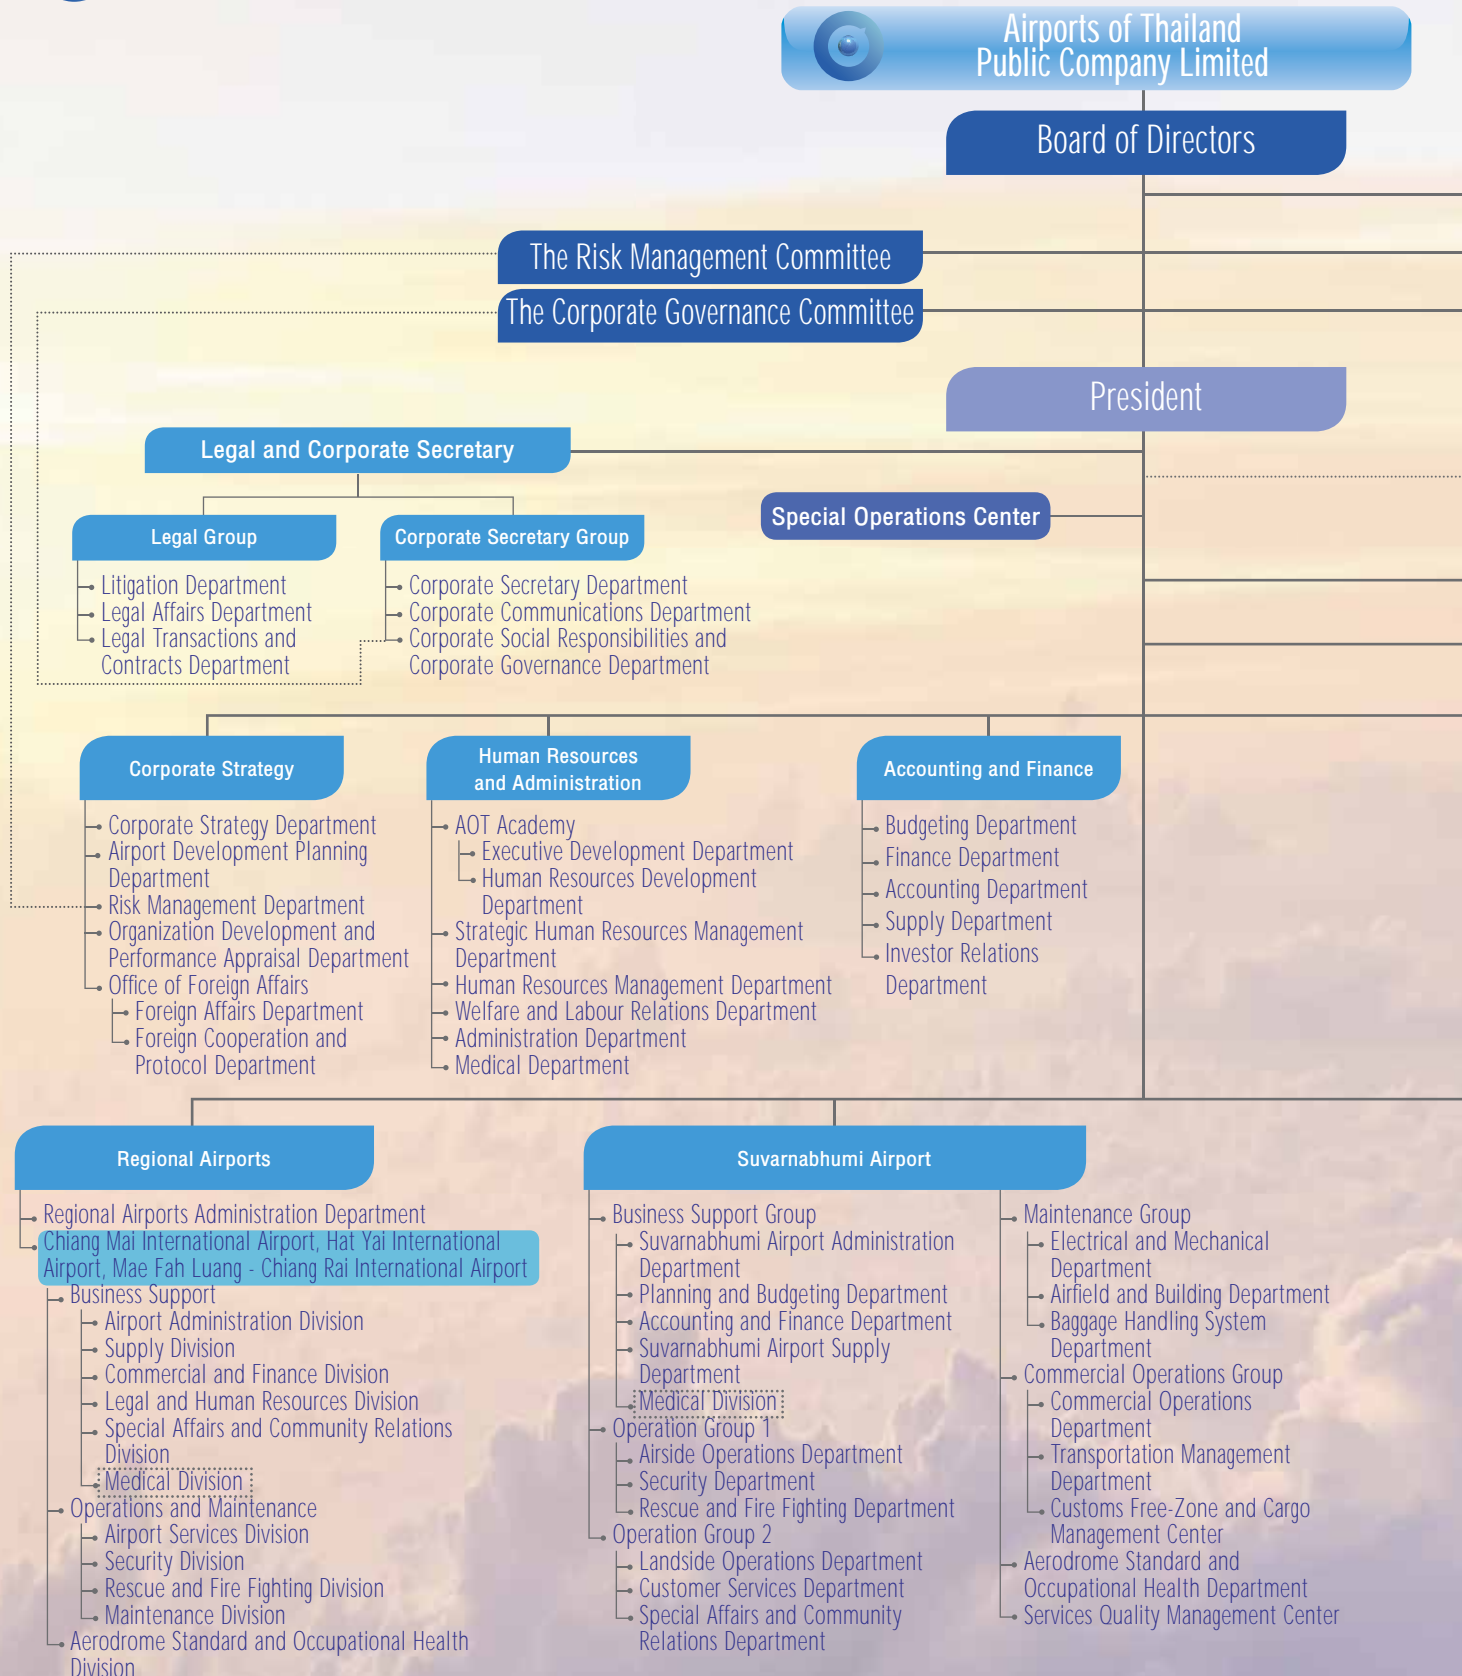 Airports of Thailand
Public Company Limited
Board of Directors
The Risk Management Committee
The Corporate Governance Committee
President
Legal and Corporate Secretary
Special Operations Center
Legal Group
Litigation Department
Legal Affairs Department
Legal Transactions and
Contracts Department
Corporate Secretary Group
Corporate Secretary Department
Corporate Communications Department
Corporate Social Responsibilities and
Corporate Governance Department
Corporate Strategy
Corporate Strategy Department
Airport Development Planning
Department
Risk Management Department
Organization Development and
Performance Appraisal Department
Office of Foreign Affairs
Foreign Affairs Department
Foreign Cooperation and
Protocol Department
Human Resources
and Administration
AOT Academy
Executive Development Department
Human Resources Development
Department
Strategic Human Resources Management
Department
Human Resources Management Department
Welfare and Labour Relations Department
Administration Department
Medical Department
Accounting and Finance
Budgeting Department
Finance Department
Accounting Department
Supply Department
Investor Relations
Department
Regional Airports
Regional Airports Administration Department
Chiang Mai International Airport, Hat Yai International
Airport, Mae Fah Luang - Chiang Rai International Airport
Business Support
Airport Administration Division
Supply Division
Commercial and Finance Division
Legal and Human Resources Division
Special Affairs and Community Relations
Division
Medical Division
Operations and Maintenance
Airport Services Division
Security Division
Rescue and Fire Fighting Division
Maintenance Division
Aerodrome Standard and Occupational Health
Division
Suvarnabhumi Airport
Business Support Group
Suvarnabhumi Airport Administration
Department
Planning and Budgeting Department
Accounting and Finance Department
Suvarnabhumi Airport Supply
Department
Medical Division
Operation Group 1
Airside Operations Department
Security Department
Rescue and Fire Fighting Department
Operation Group 2
Landside Operations Department
Customer Services Department
Special Affairs and Community
Relations Department
Maintenance Group
Electrical and Mechanical
Department
Airfield and Building Department
Baggage Handling System
Department
Commercial Operations Group
Commercial Operations
Department
Transportation Management
Department
Customs Free-Zone and Cargo
Management Center
Aerodrome Standard and
Occupational Health Department
Services Quality Management Center